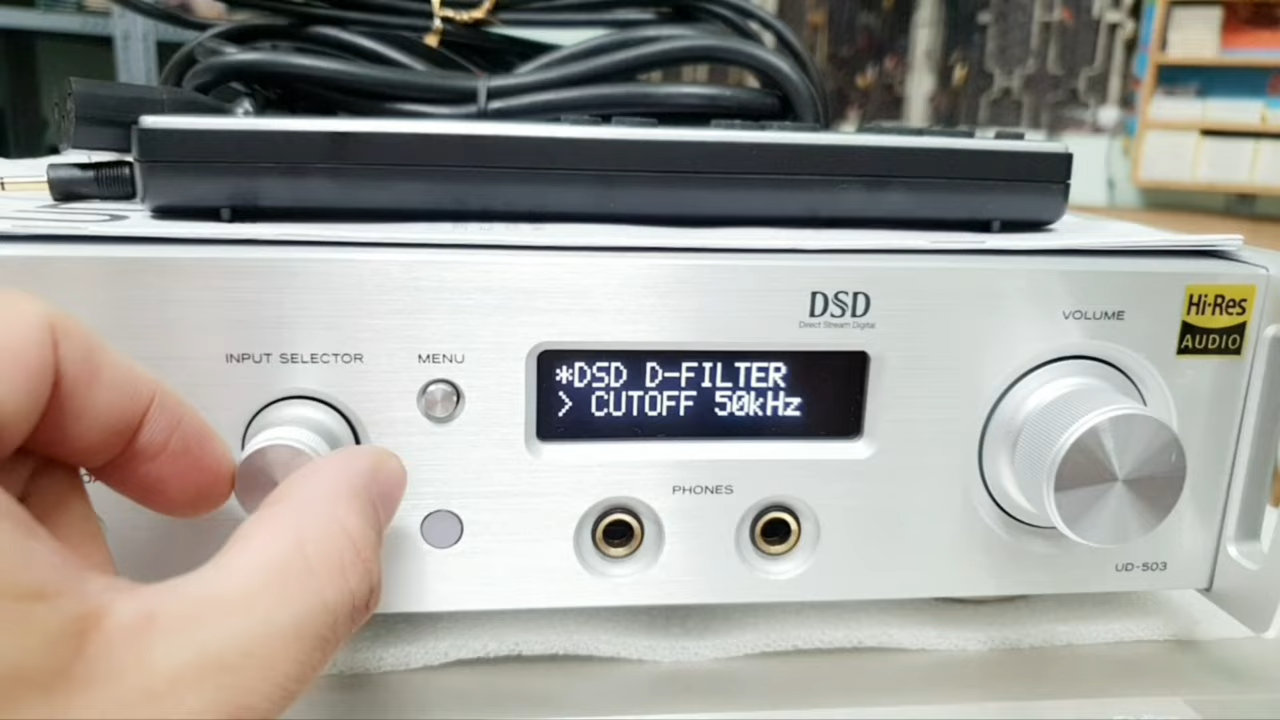 DSD
Direct Stream Digital
VOLUME
Hi-Res
AUDIO
INPUT SELECTOR
MENU
*DSD D-FILTER
> CUTOFF 50kHz
PHONES
UD-503